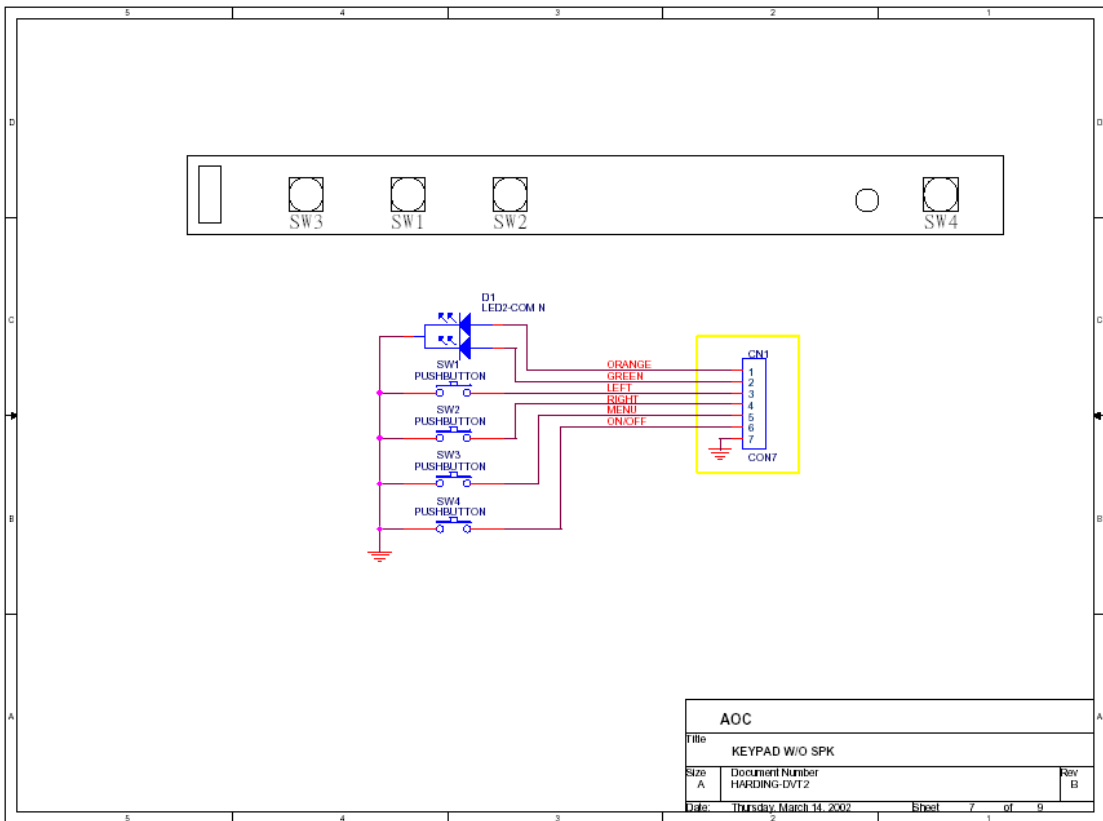 5 4 3 2 1
D D
SW3 SW1 SW2 SW4
D1
LED2-COM N
C C
CN1
ORANGE 1
GREEN 2
LEFT 3
RIGHT 4
MENU 5
ON/OFF 6
7
CON7
SW1
PUSHBUTTON
SW2
PUSHBUTTON
SW3
PUSHBUTTON
SW4
PUSHBUTTON
B B
A A
AOC
Title
KEYPAD W/O SPK
Size Document Number Rev
A HARDING-DVT2 B
Date: Thursday, March 14, 2002 Sheet 7 of 9
5 4 3 2 1